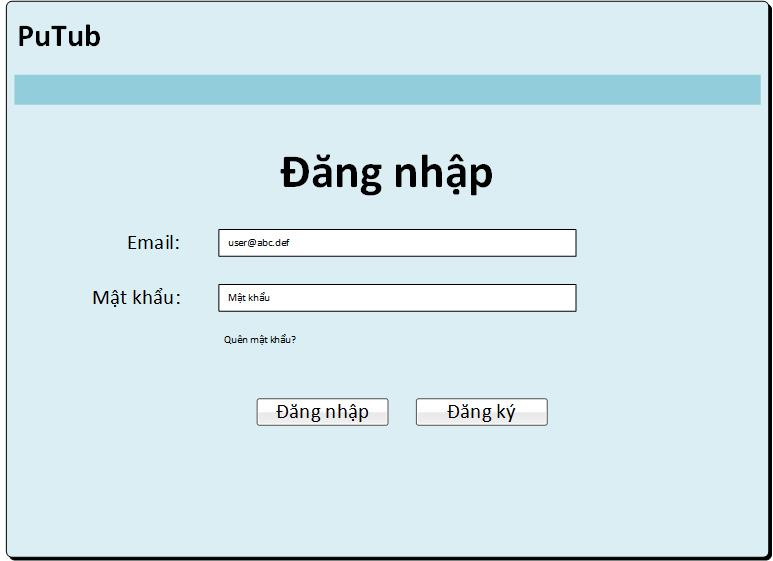 PuTub
Đăng nhập
Email:
user@abc.def
Mật khẩu:
Mật khẩu
Quên mật khẩu?
Đăng nhập
Đăng ký